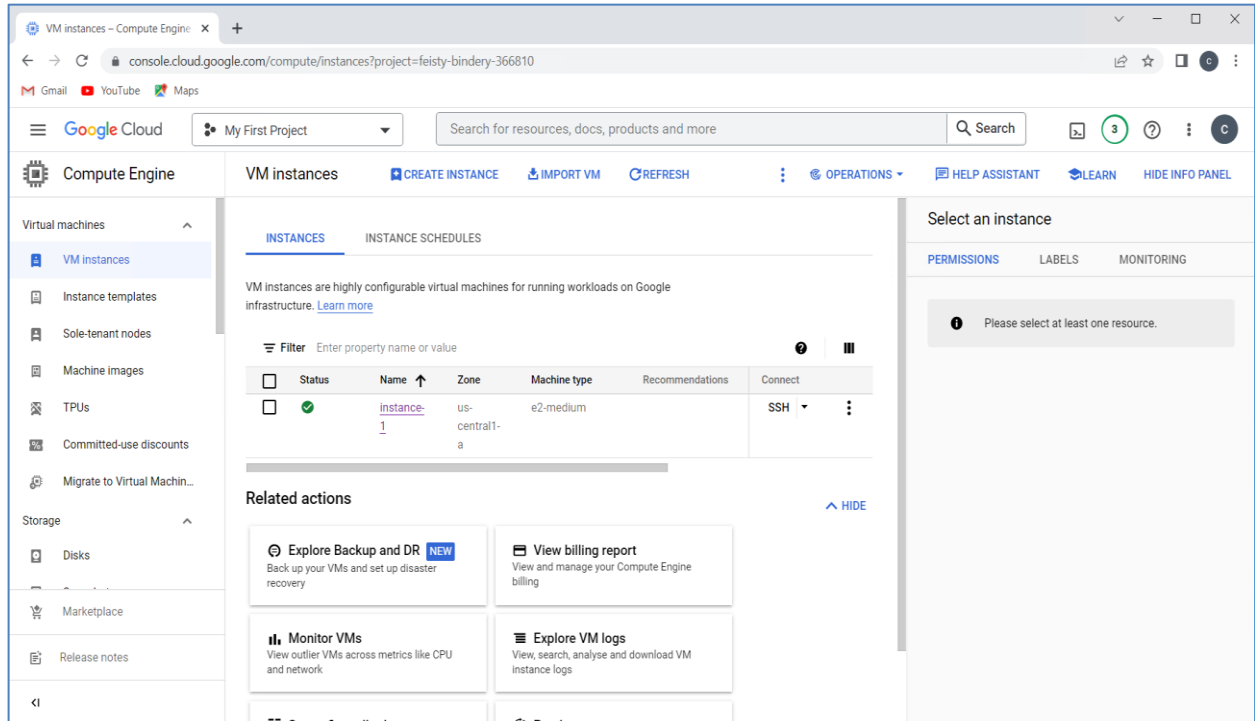 VM instances – Compute Engine
console.cloud.google.com/compute/instances?project=feisty-bindery-366810
C
Gmail YouTube Maps
Google Cloud My First Project Search for resources, docs, products and more Search 3 C
Compute Engine VM instances CREATE INSTANCE IMPORT VM REFRESH OPERATIONS HELP ASSISTANT LEARN HIDE INFO PANEL
Virtual machines
VM instances
Instance templates
Sole-tenant nodes
Machine images
TPUs
Committed-use discounts
Migrate to Virtual Machin...
Storage
Disks
Marketplace
Release notes
INSTANCES INSTANCE SCHEDULES
VM instances are highly configurable virtual machines for running workloads on Google
infrastructure. Learn more
Filter Enter property name or value
Status Name Zone Machine type Recommendations Connect
instance- us- e2-medium SSH
1 central1-
a
Related actions
HIDE
Explore Backup and DR NEW
Back up your VMs and set up disaster
recovery
View billing report
View and manage your Compute Engine
billing
Monitor VMs
View outlier VMs across metrics like CPU
and network
Explore VM logs
View, search, analyse and download VM
instance logs
Select an instance
PERMISSIONS LABELS MONITORING
Please select at least one resource.